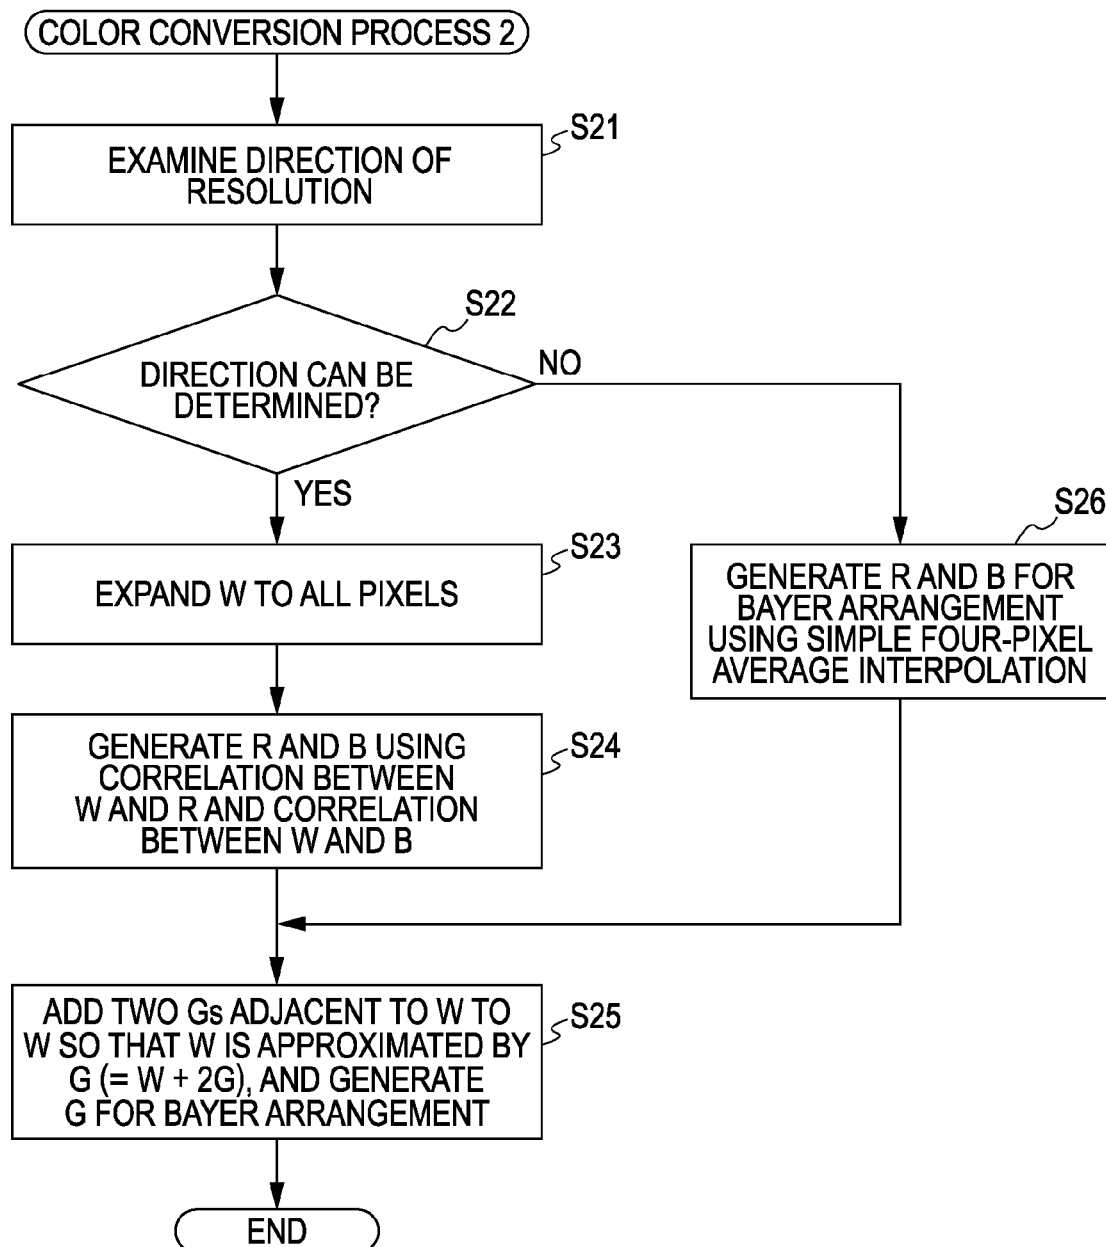 COLOR CONVERSION PROCESS 2
S21
EXAMINE DIRECTION OF
RESOLUTION
S22
DIRECTION CAN BE
DETERMINED?
NO
YES
S23
EXPAND W TO ALL PIXELS
S26
GENERATE R AND B FOR
BAYER ARRANGEMENT
USING SIMPLE FOUR-PIXEL
AVERAGE INTERPOLATION
S24
GENERATE R AND B USING
CORRELATION BETWEEN
W AND R AND CORRELATION
BETWEEN W AND B
S25
ADD TWO Gs ADJACENT TO W TO
W SO THAT W IS APPROXIMATED BY
G (= W + 2G), AND GENERATE
G FOR BAYER ARRANGEMENT
END